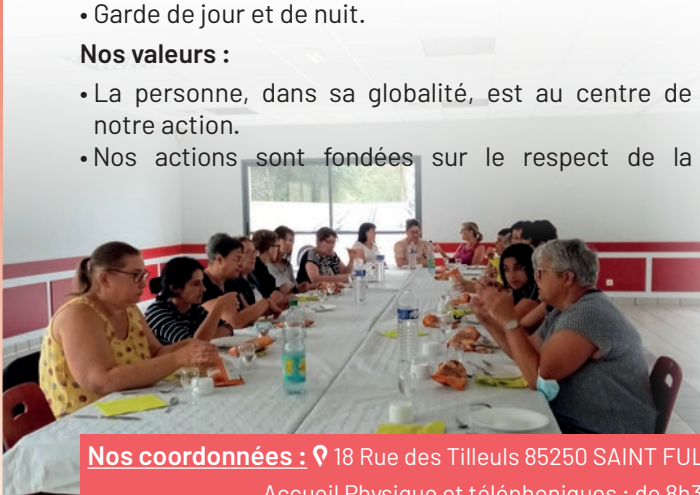 • Garde de jour et de nuit.
Nos valeurs :
• La personne, dans sa globalité, est au centre de
notre action.
• Nos actions sont fondées sur le respect de la
Nos coordonnées : 18 Rue des Tilleuls 85250 SAINT FUL
Accueil Physique et téléphoniques : de 8h3